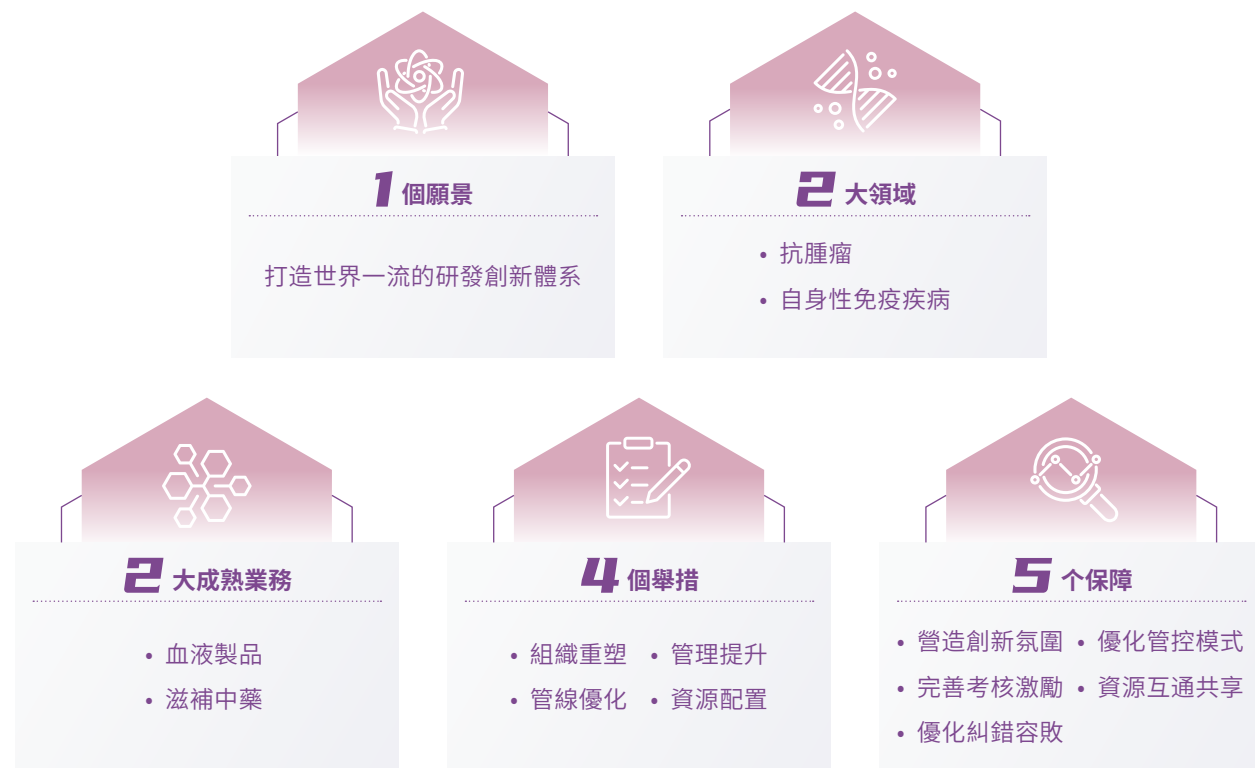 1 個願景
打造世界一流的研發創新體系
2 大領域
• 抗腫瘤
• 自身性免疫疾病
2 大成熟業務
• 血液製品
• 滋補中藥
4 個舉措
• 組織重塑 • 管理提升
• 管線優化 • 資源配置
5 个保障
• 營造創新氛圍 • 優化管控模式
• 完善考核激勵 • 資源互通共享
• 優化糾錯容敗